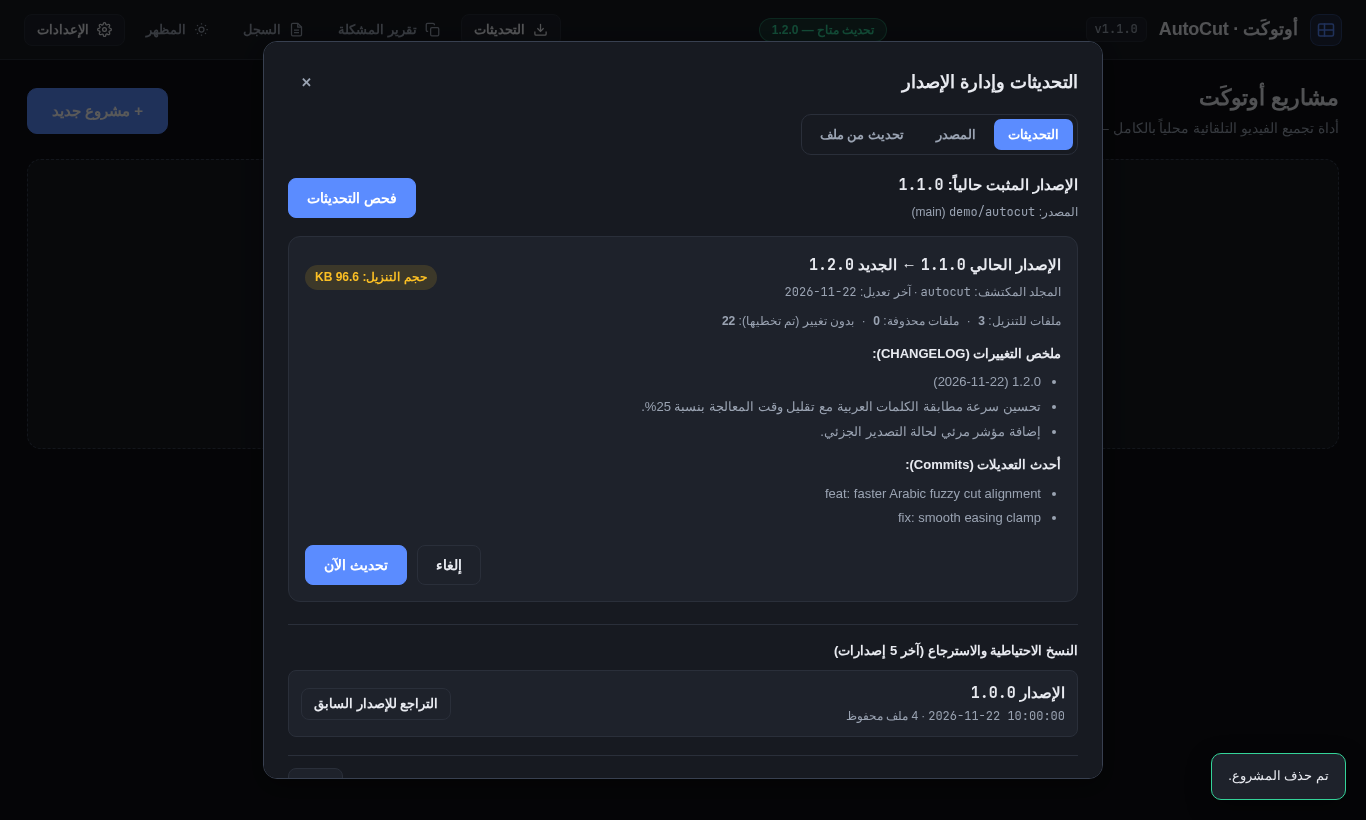 أوتوكَت · AutoCut
v1.1.0
تحديث متاح — 1.2.0
التحديثات
تقرير المشكلة
السجل
المظهر
الإعدادات
مشاريع أوتوكَت
أداة تجميع الفيديو التلقائية محلياً بالكامل –
+ مشروع جديد
التحديثات وإدارة الإصدار
×
التحديثات
المصدر
تحديث من ملف
الإصدار المثبت حالياً: 1.1.0
المصدر: demo/autocut (main)
فحص التحديثات
الإصدار الحالي 1.1.0 ← الجديد 1.2.0
حجم التنزيل: 96.6 KB
المجلد المكتشف: autocut · آخر تعديل: 2026-11-22
ملفات للتنزيل: 3 · ملفات محذوفة: 0 · بدون تغيير (تم تخطيها): 22
ملخص التغييرات (CHANGELOG):
• 1.2.0 (2026-11-22)
• تحسين سرعة مطابقة الكلمات العربية مع تقليل وقت المعالجة بنسبة 25%.
• إضافة مؤشر مرئي لحالة التصدير الجزئي.
أحدث التعديلات (Commits):
• feat: faster Arabic fuzzy cut alignment
• fix: smooth easing clamp
إلغاء
تحديث الآن
النسخ الاحتياطية والاسترجاع (آخر 5 إصدارات)
الإصدار 1.0.0
2026-11-22 10:00:00 · 4 ملف محفوظ
التراجع للإصدار السابق
تم حذف المشروع.